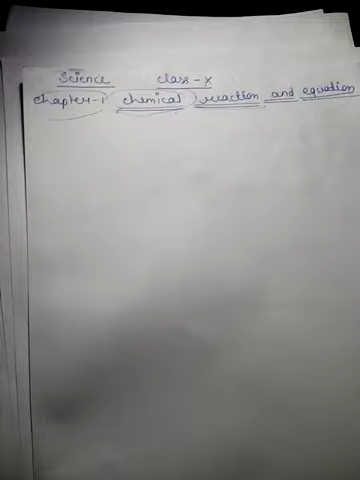 Science class-X
chapter-1 chemical reaction and equation